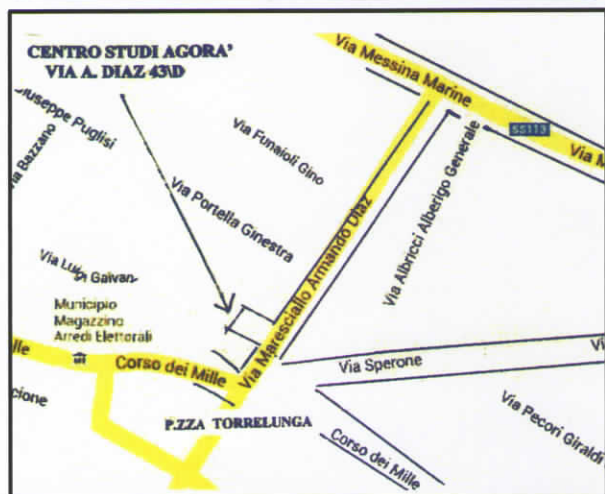 CENTRO STUDI AGORA'
VIA A. DIAZ 43\D
Via Messina Marine
SS113
Via M
useppe Puglisi
Via Funaioli Gino
Via Portella Ginestra
Via Albricci Alberigo Generale
Via Maresciallo Armando Diaz
Galvan
Municipio
Magazzino
Arredi Elettorali
lle
Corso dei Mille
Via Sperone
cione
P.ZZA TORRELUNGA
Corso dei Mille
Via Pecori Giraldi